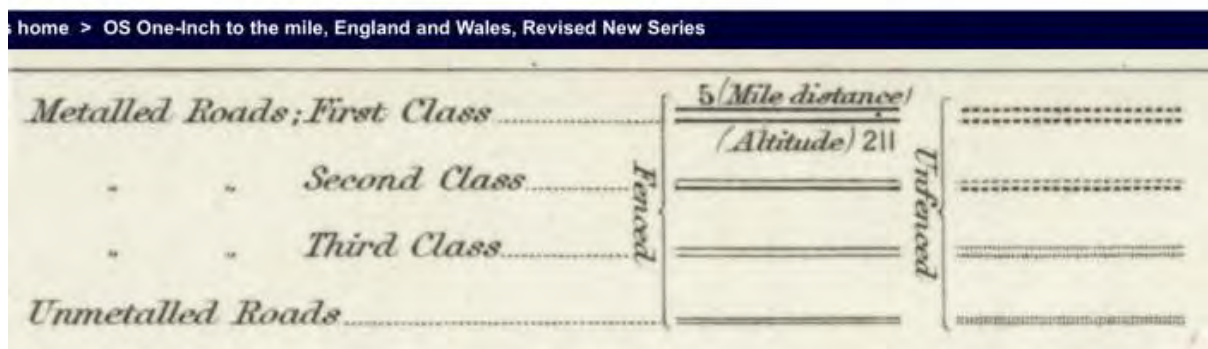 home > OS One-Inch to the mile, England and Wales, Revised New Series
Metalled Roads; First Class
5 (Mile distance)
(Altitude) 211
" " Second Class
" " Third Class
Unmetalled Roads
Fenced
Unfenced